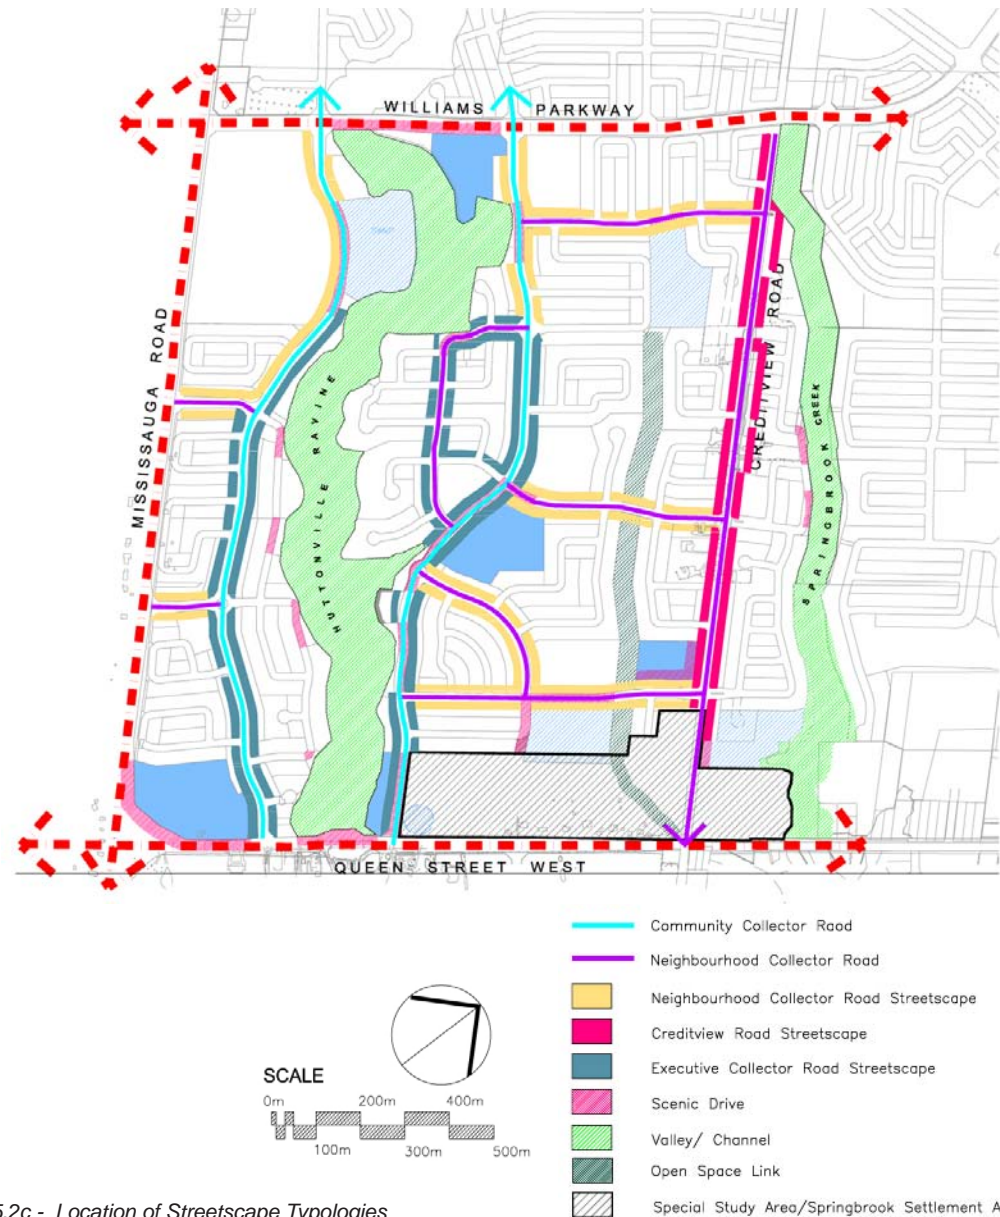 WILLIAMS PARKWAY
MISSISSAUGA ROAD
HUTTONVILLE RAVINE
CREDITVIEW ROAD
SPRINGBROOK CREEK
QUEEN STREET WEST
Community Collector Road
Neighbourhood Collector Road
Neighbourhood Collector Road Streetscape
Creditview Road Streetscape
Executive Collector Road Streetscape
Scenic Drive
Valley/ Channel
Open Space Link
Special Study Area/Springbrook Settlement A
SCALE
0m 200m 400m
100m 300m 500m
5.2c - Location of Streetscape Typologies